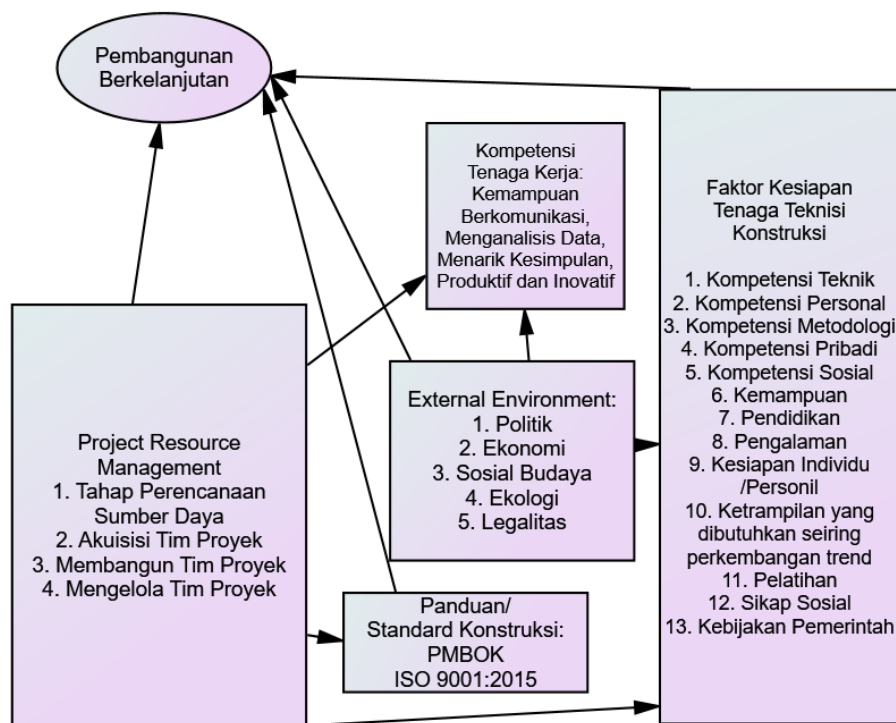 Pembangunan
Berkelanjutan
Kompetensi
Tenaga Kerja:
Kemampuan
Berkomunikasi,
Menganalisis Data,
Menarik Kesimpulan,
Produktif dan Inovatif
Faktor Kesiapan
Tenaga Teknisi
Konstruksi
1. Kompetensi Teknik
2. Kompetensi Personal
3. Kompetensi Metodologi
4. Kompetensi Pribadi
5. Kompetensi Sosial
6. Kemampuan
7. Pendidikan
8. Pengalaman
9. Kesiapan Individu
/Personil
10. Ketrampilan yang
dibutuhkan seiring
perkembangan trend
11. Pelatihan
12. Sikap Sosial
13. Kebijakan Pemerintah
External Environment:
1. Politik
2. Ekonomi
3. Sosial Budaya
4. Ekologi
5. Legalitas
Project Resource
Management
1. Tahap Perencanaan
Sumber Daya
2. Akuisisi Tim Proyek
3. Membangun Tim Proyek
4. Mengelola Tim Proyek
Panduan/
Standard Konstruksi:
PMBOK
ISO 9001:2015